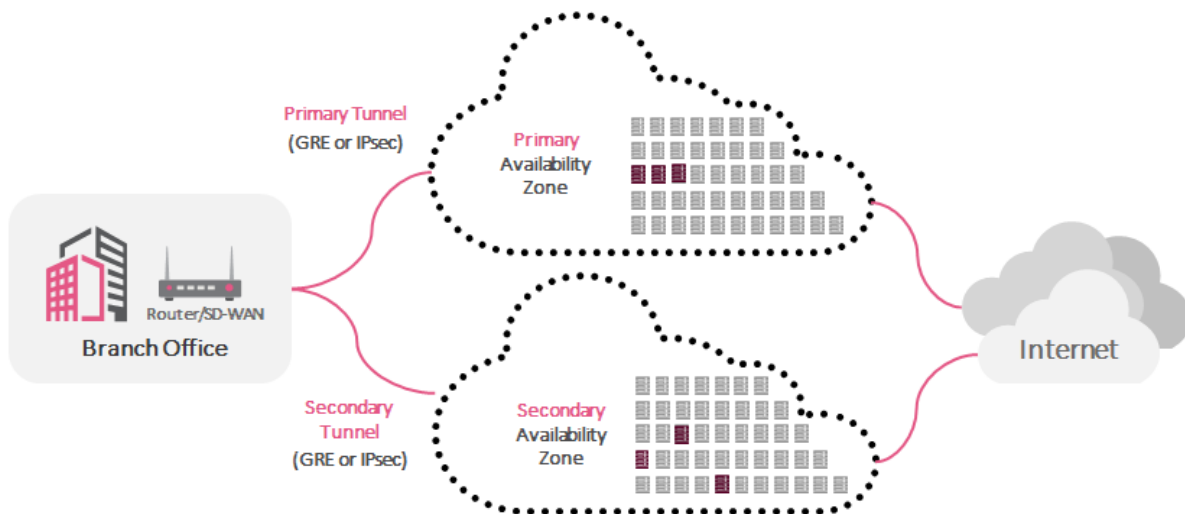 Primary Tunnel
(GRE or IPsec)
Primary
Availability
Zone
Router/SD-WAN
Branch Office
Internet
Secondary
Tunnel
(GRE or IPsec)
Secondary
Availability
Zone